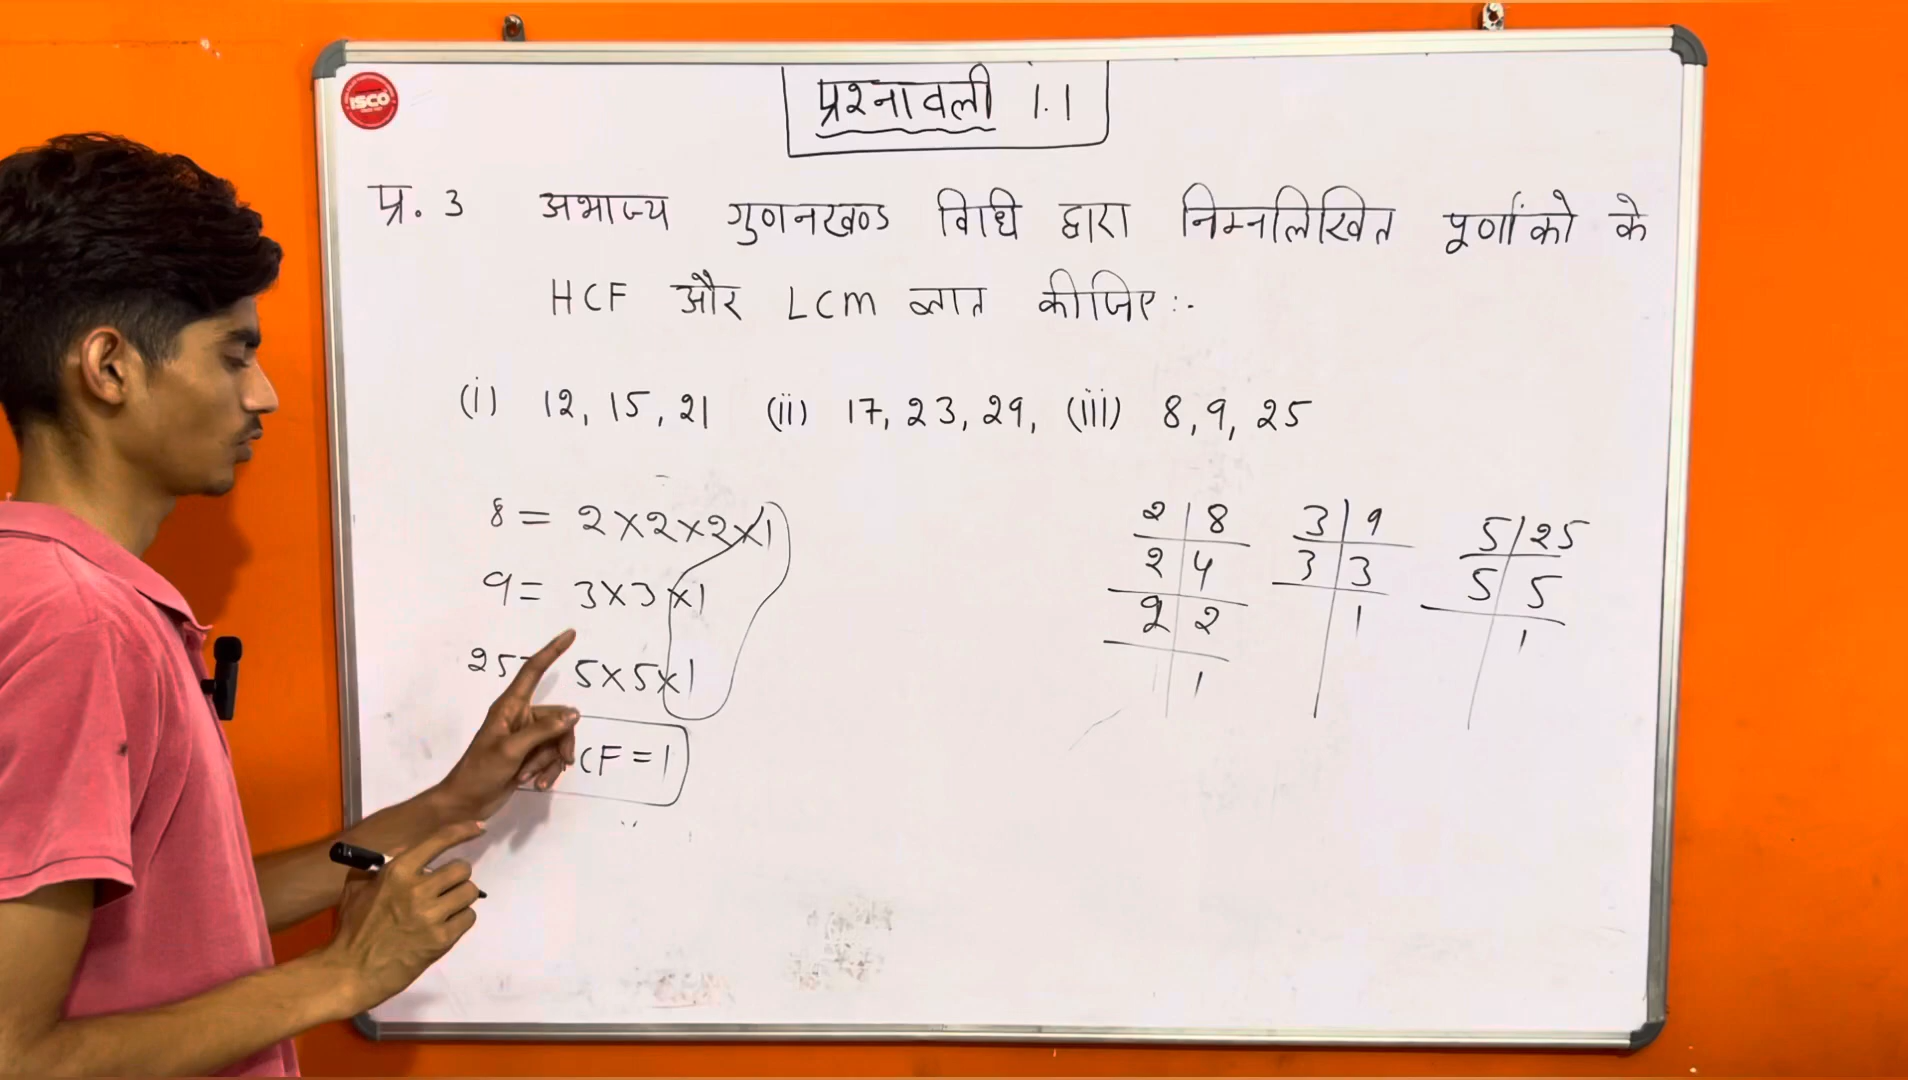 ISCO
प्रश्नावली 1.1
प्र. 3 अभाज्य गुणनखण्ड विधि द्वारा निम्नलिखित पूर्णांको के
HCF और LCM ज्ञात कीजिए :-
(i) 12, 15, 21 (ii) 17, 23, 29, (iii) 8, 9, 25
8 = 2×2×2×1
9 = 3×3×1
25= 5×5×1
CF = 1
2 8
2 4
2 2
1
3 9
3 3
1
5 25
5 5
1